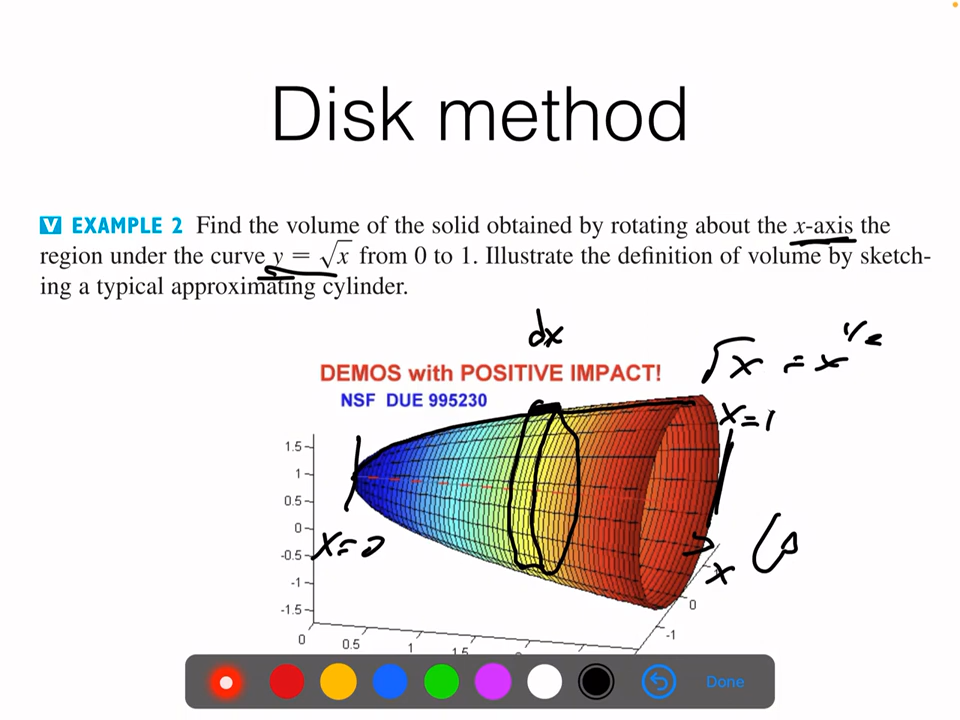 Disk method
V EXAMPLE 2 Find the volume of the solid obtained by rotating about the x-axis the
region under the curve y = √x from 0 to 1. Illustrate the definition of volume by sketch-
ing a typical approximating cylinder.
dx
√x = x^1/2
DEMOS with POSITIVE IMPACT!
NSF DUE 995230
x=1
1.5
1
0.5
0
-0.5
-1
-1.5
x=0
x
0
-1
0
0.5
1
1.5
Done